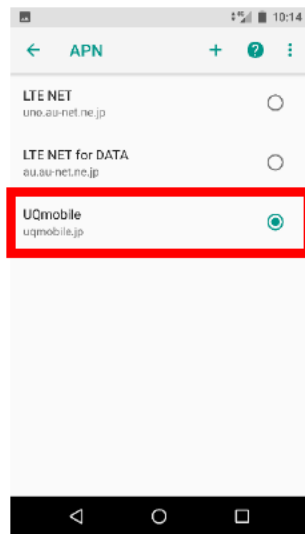 10:14
APN
LTE NET
uno.au-net.ne.jp
LTE NET for DATA
au.au-net.ne.jp
UQmobile
uqmobile.jp